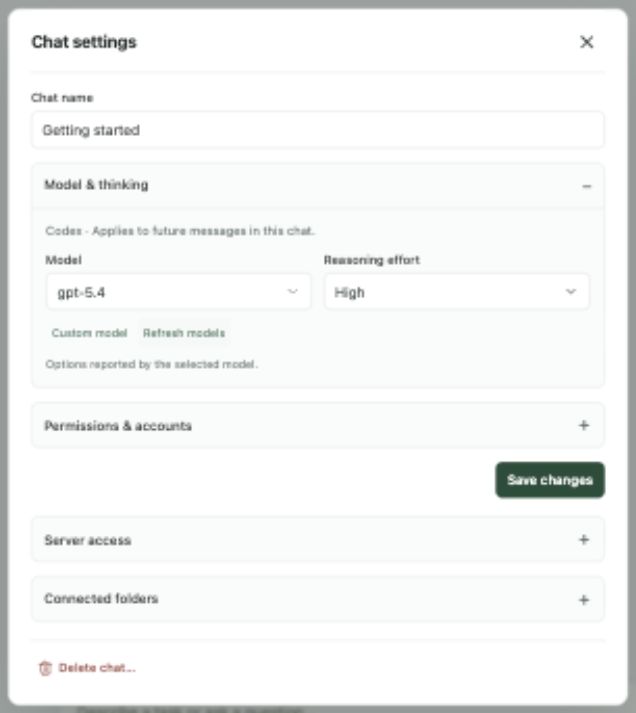 Chat settings
Chat name
Getting started
Model & thinking
Codex · Applies to future messages in this chat.
Model
Reasoning effort
gpt-5.4
High
Custom model
Refresh models
Options reported by the selected model.
Permissions & accounts
Save changes
Server access
Connected folders
Delete chat...